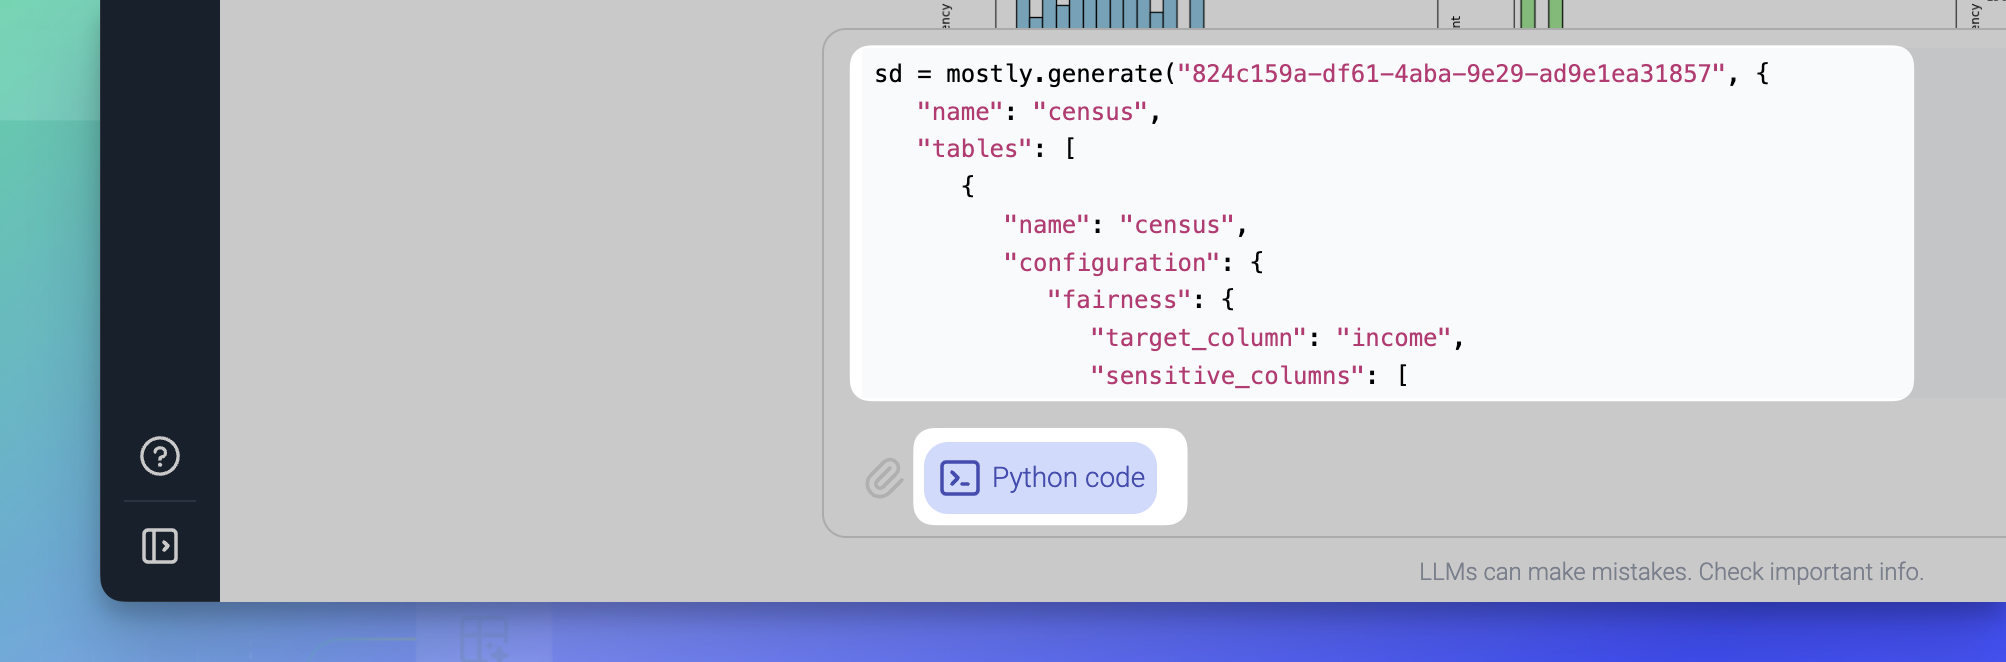 ency
nt
ency
sd = mostly.generate("824c159a-df61-4aba-9e29-ad9e1ea31857", {
"name": "census",
"tables": [
{
"name": "census",
"configuration": {
"fairness": {
"target_column": "income",
"sensitive_columns": [
Python code
LLMs can make mistakes. Check important info.